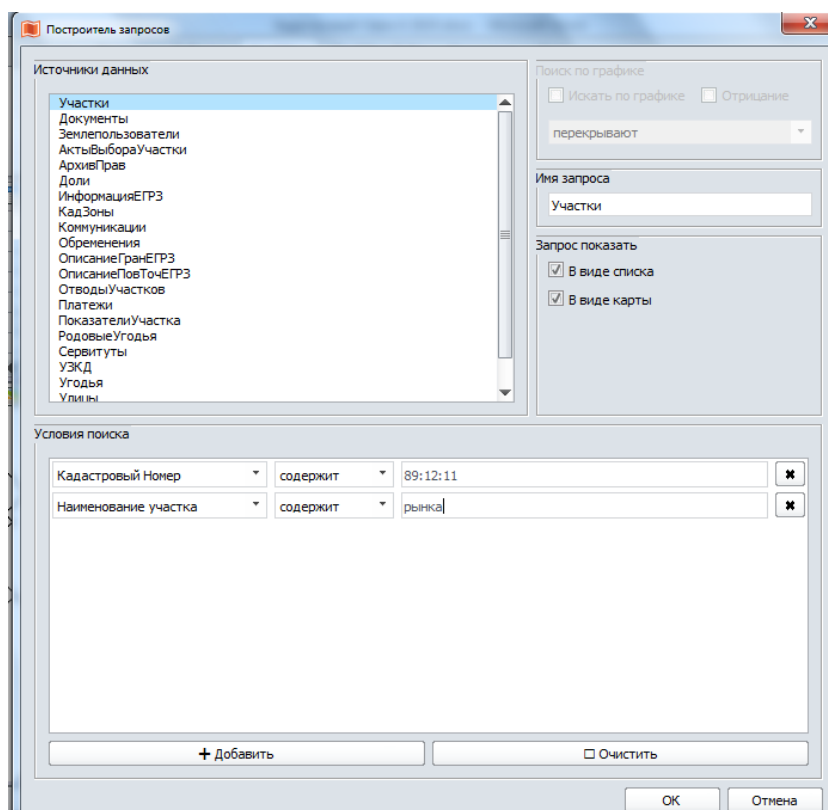 Построитель запросов
Источники данных
Участки
Документы
Землепользователи
АктыВыбораУчастки
АрхивПрав
Доли
ИнформацияЕГРЗ
КадЗоны
Коммуникации
Обременения
ОписаниеГранЕГРЗ
ОписаниеПовТочЕГРЗ
ОтводыУчастков
Платежи
ПоказателиУчастка
РодовыеУгодья
Сервитуты
УЗКД
Угодья
Улицы
Поиск по графике
Искать по графике Отрицание
перекрывают
Имя запроса
Участки
Запрос показать
В виде списка
В виде карты
Условия поиска
Кадастровый Номер содержит 89:12:11
Наименование участка содержит рынка
+ Добавить
Очистить
ОК Отмена